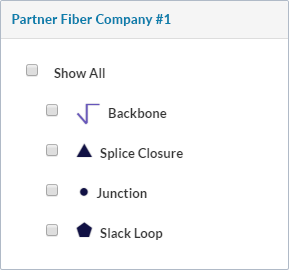 Partner Fiber Company #1
Show All
Backbone
Splice Closure
Junction
Slack Loop